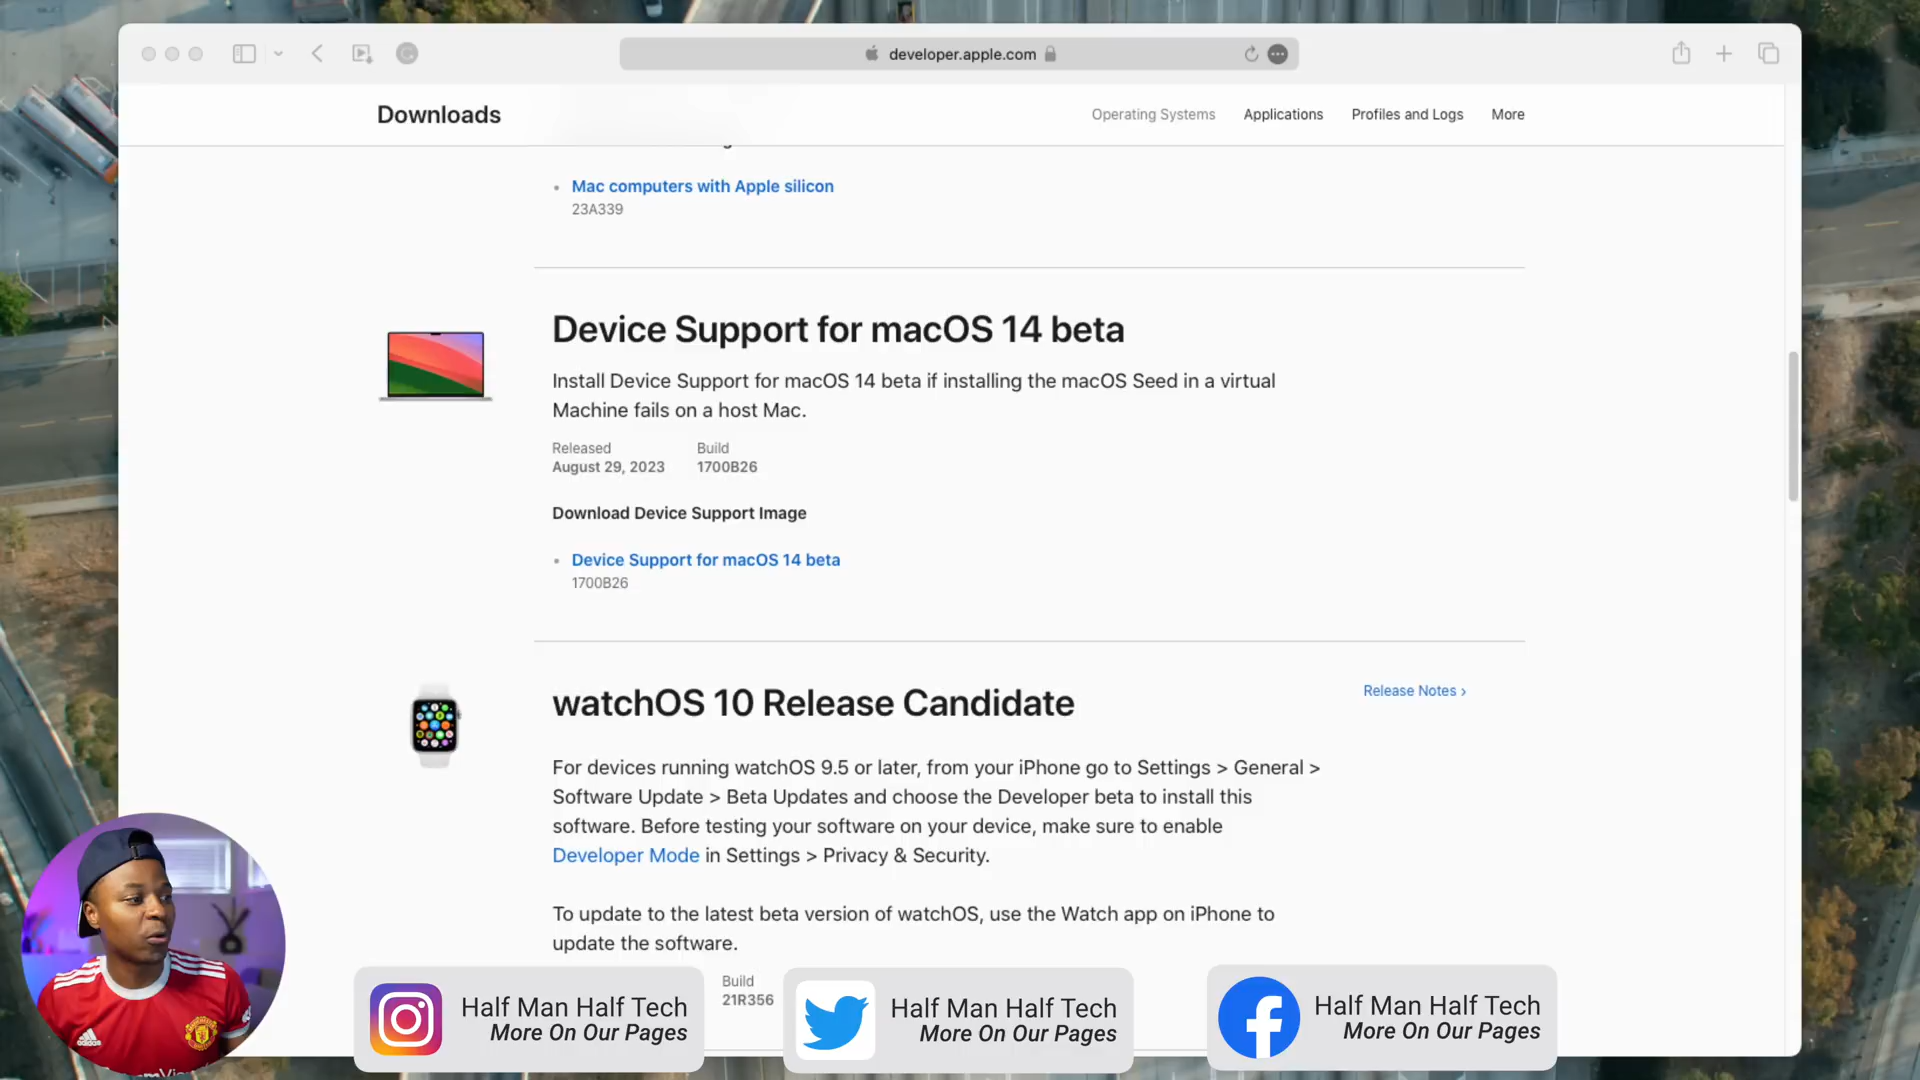 developer.apple.com
Downloads
Operating Systems
Applications
Profiles and Logs
More
Mac computers with Apple silicon
23A339
Device Support for macOS 14 beta
Install Device Support for macOS 14 beta if installing the macOS Seed in a virtual
Machine fails on a host Mac.
Released
Build
August 29, 2023
1700B26
Download Device Support Image
Device Support for macOS 14 beta
1700B26
watchOS 10 Release Candidate
Release Notes ›
For devices running watchOS 9.5 or later, from your iPhone go to Settings > General >
Software Update > Beta Updates and choose the Developer beta to install this
software. Before testing your software on your device, make sure to enable
Developer Mode in Settings > Privacy & Security.
To update to the latest beta version of watchOS, use the Watch app on iPhone to
update the software.
Build
21R356
Half Man Half Tech
More On Our Pages
Half Man Half Tech
More On Our Pages
Half Man Half Tech
More On Our Pages